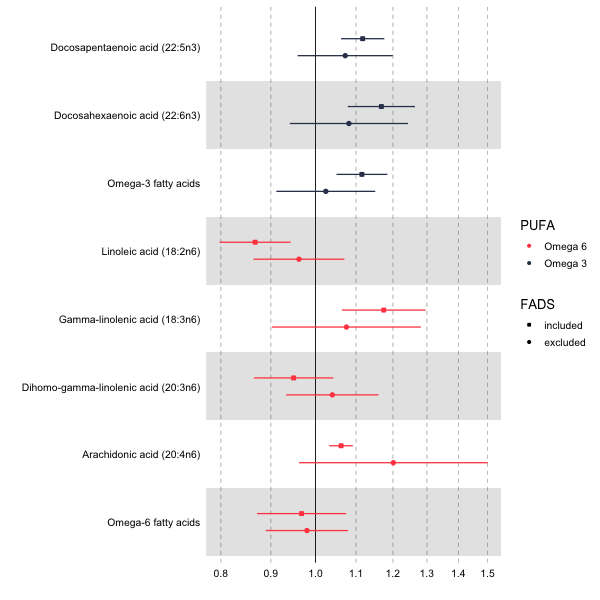 Docosapentaenoic acid (22:5n3)
Docosahexaenoic acid (22:6n3)
Omega-3 fatty acids
Linoleic acid (18:2n6)
Gamma-linolenic acid (18:3n6)
Dihomo-gamma-linolenic acid (20:3n6)
Arachidonic acid (20:4n6)
Omega-6 fatty acids
0.8 0.9 1.0 1.1 1.2 1.3 1.4 1.5
PUFA
Omega 6
Omega 3
FADS
included
excluded